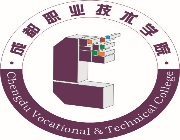 ·成都职业技术学院·
Chengdu Vocational & Technical College